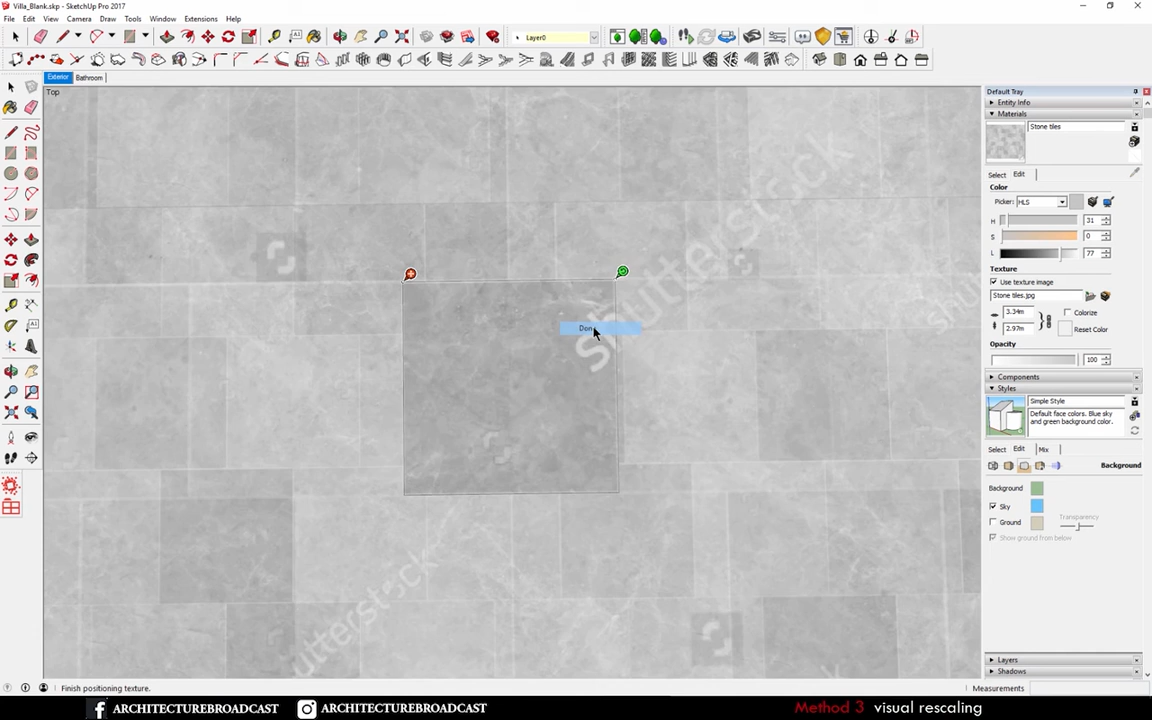 Villa_Blank.skp - SketchUp Pro 2017
File Edit View Camera Draw Tools Window Extensions Help
Layer0
Exterior Bathroom
Top
Default Tray
Entity Info
Materials
Stone tiles
Select Edit
Color
Picker: HLS
H 31
S 0
L 77
Texture
Use texture image
Stone tiles.jpg
3.34m Colorize
2.97m Reset Color
Opacity
100
Components
Styles
Simple Style
Default face colors. Blue sky and green background color.
Select Edit Mix
Background
Background
Sky Transparency
Ground
Show ground from below
Layers
Shadows
Done
shutterstock
shutterstock
shutt
Finish positioning texture. Measurements
ARCHITECTUREBROADCAST ARCHITECTUREBROADCAST Method 3 visual rescaling